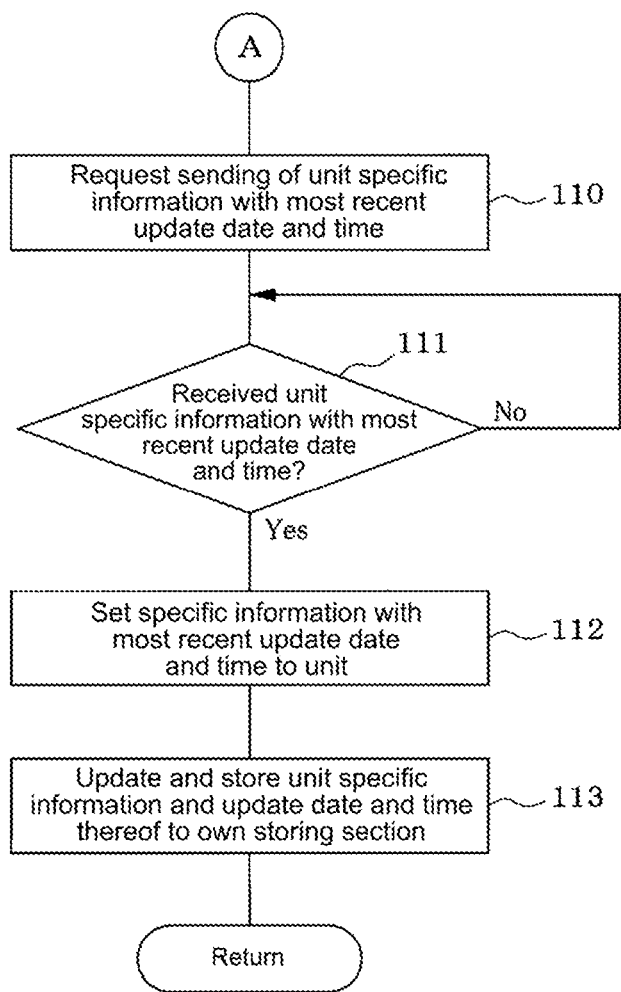 A
Request sending of unit specific
information with most recent
update date and time
110
111
Received unit
specific information with most
recent update date
and time?
No
Yes
Set specific information with
most recent update date
and time to unit
112
Update and store unit specific
information and update date and time
thereof to own storing section
113
Return